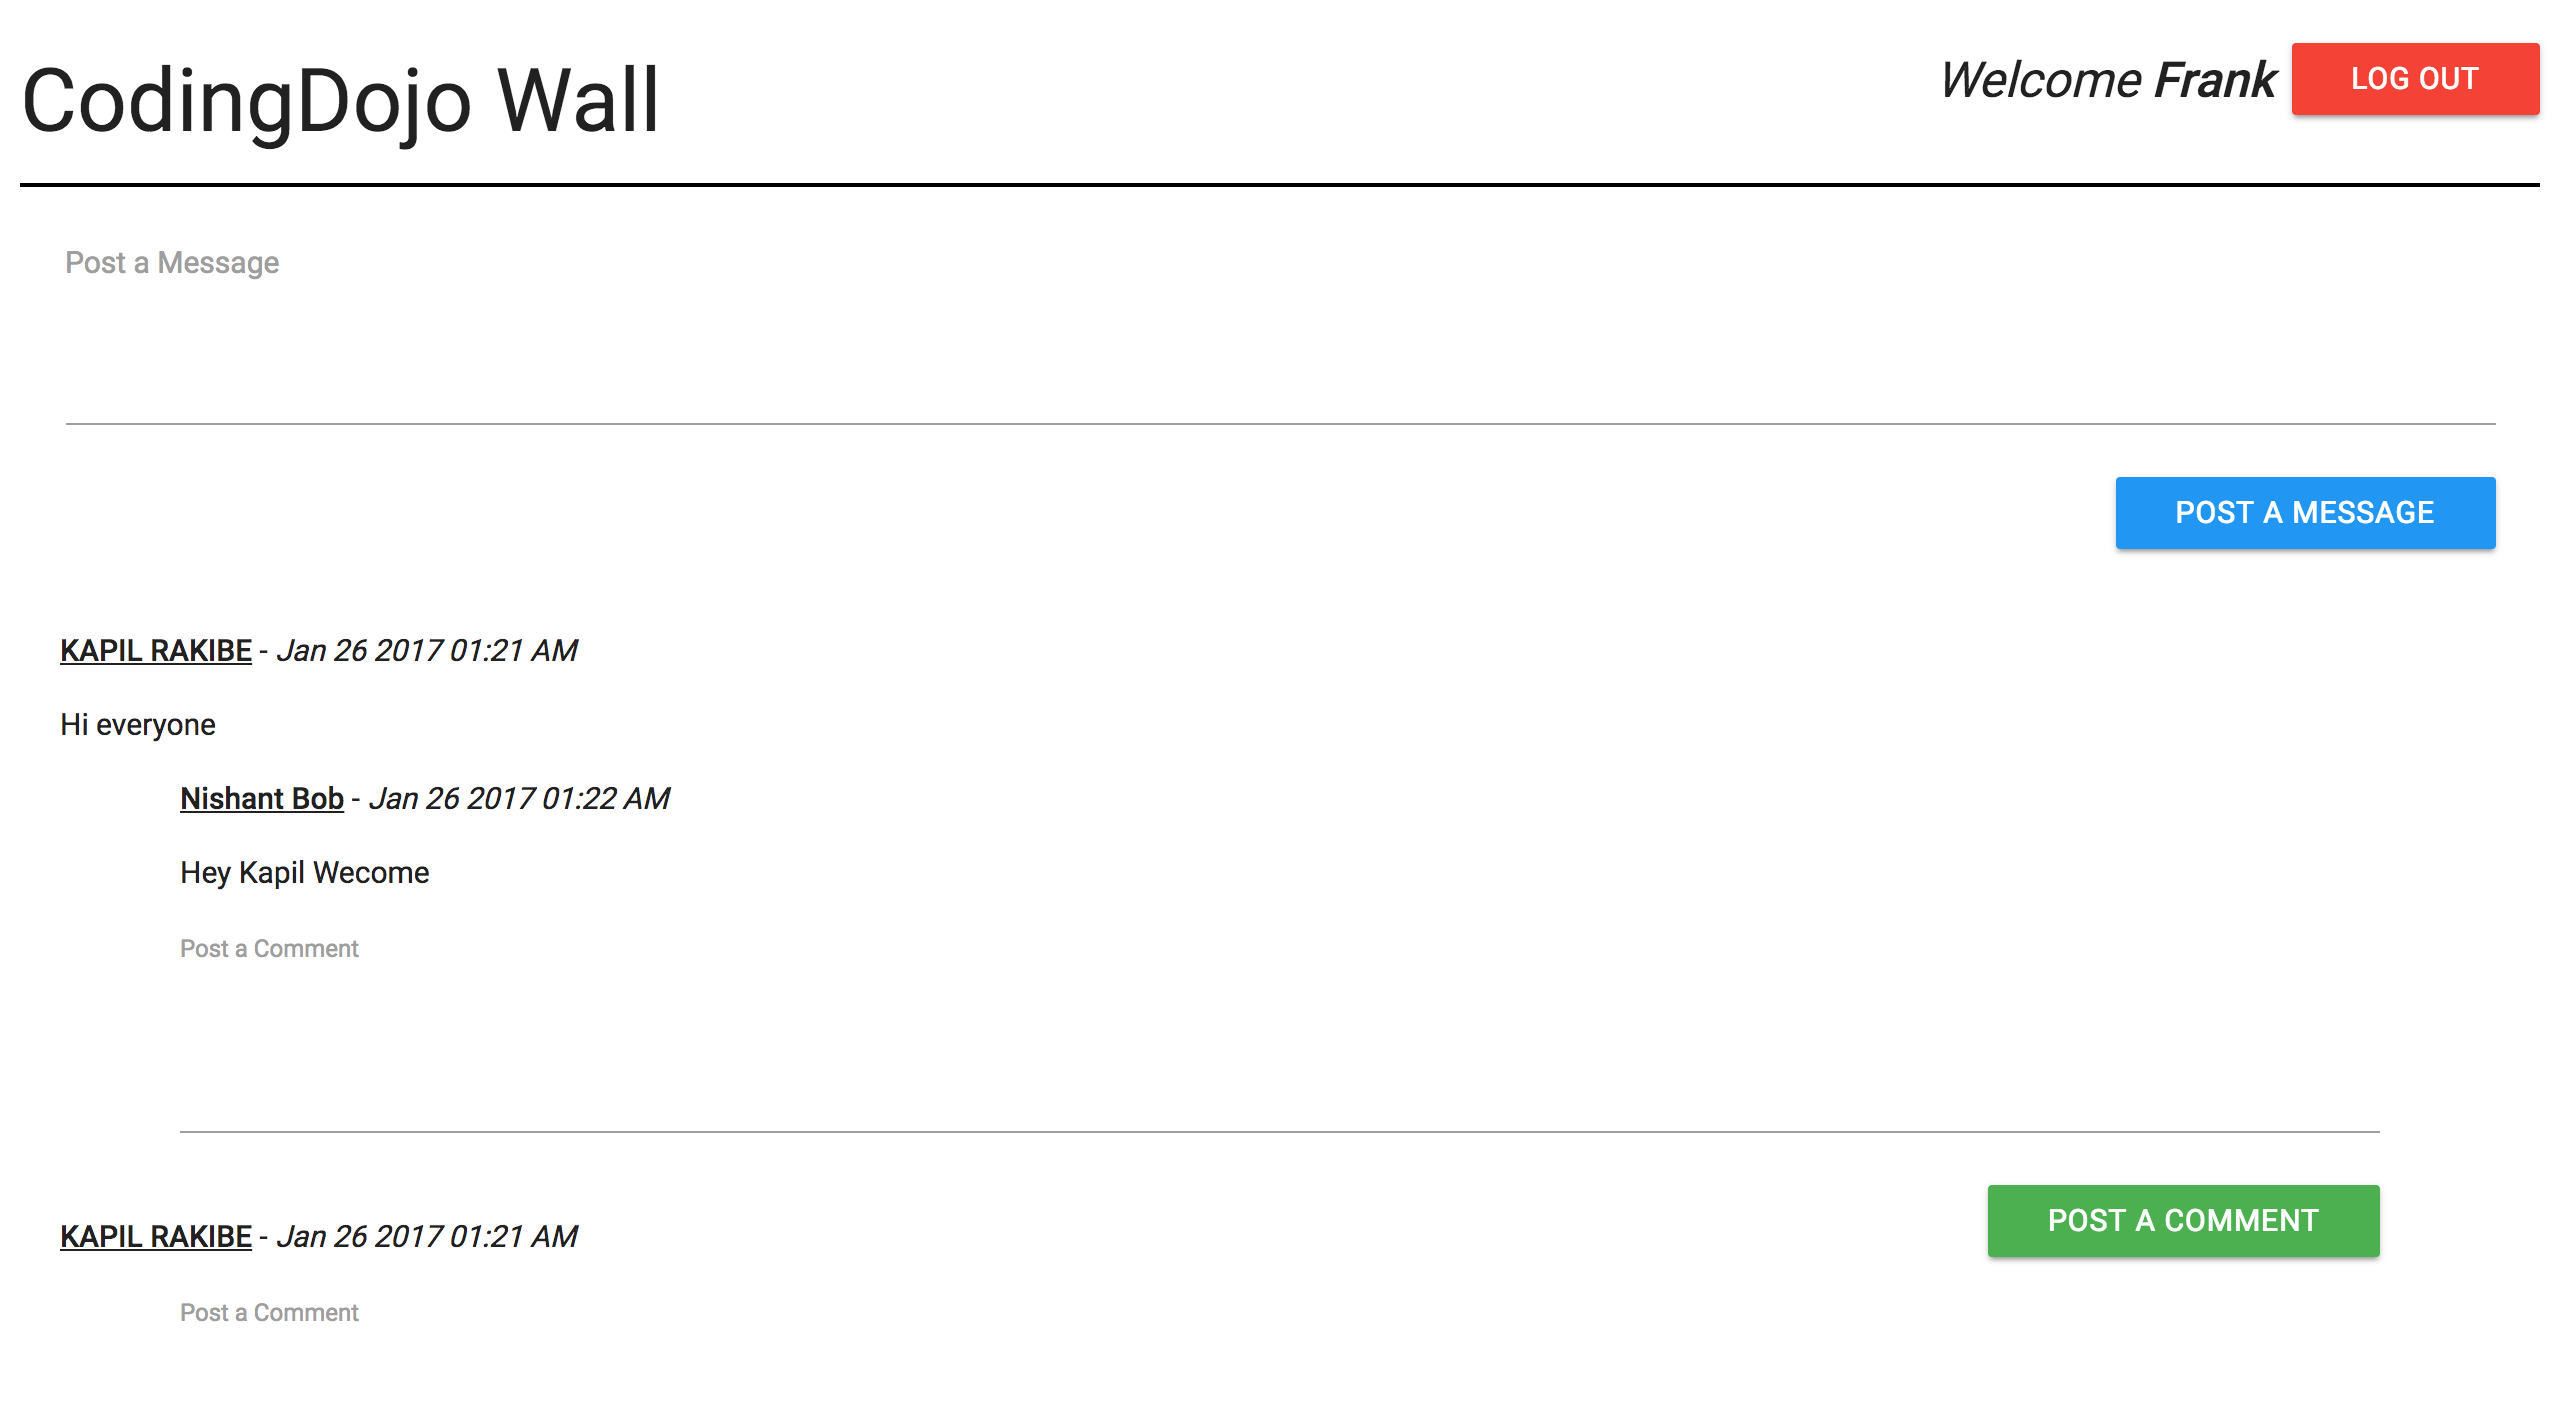 CodingDojo Wall
Welcome Frank LOG OUT
Post a Message
POST A MESSAGE
KAPIL RAKIBE - Jan 26 2017 01:21 AM
Hi everyone
Nishant Bob - Jan 26 2017 01:22 AM
Hey Kapil Wecome
Post a Comment
POST A COMMENT
KAPIL RAKIBE - Jan 26 2017 01:21 AM
Post a Comment